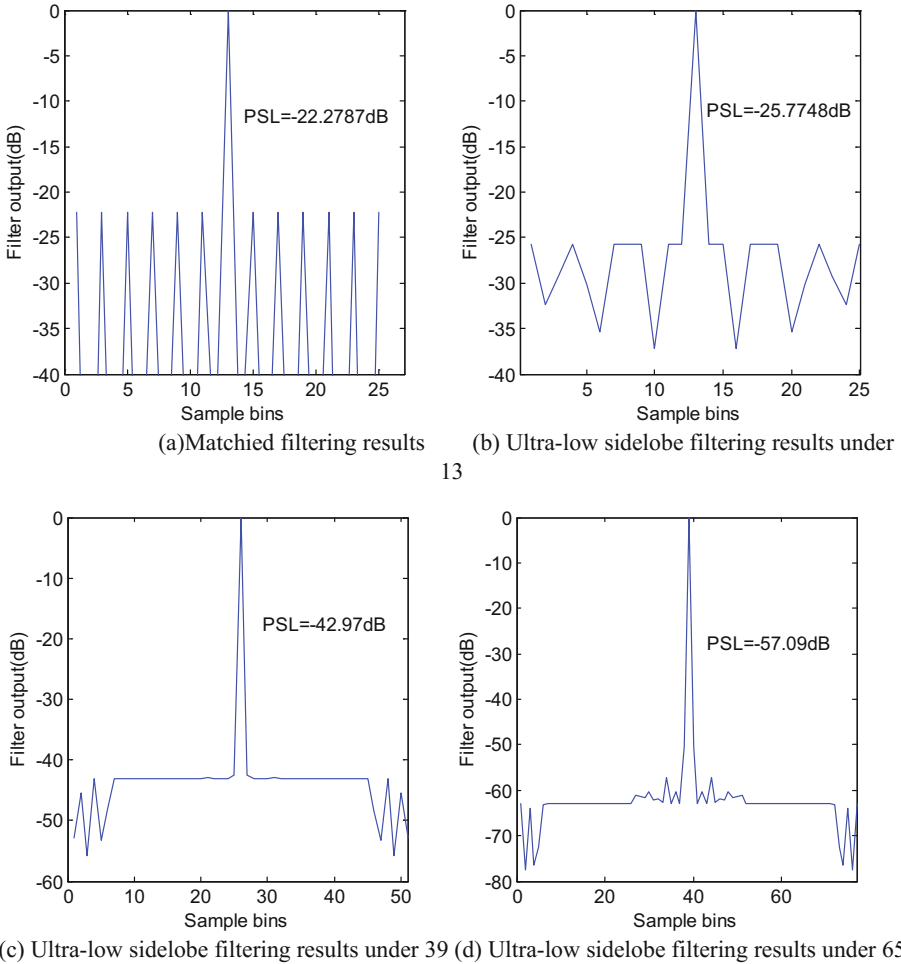 0
-5
-10
-15
-20
-25
-30
-35
-40
Filter output(dB)
PSL=-22.2787dB
0 5 10 15 20 25
Sample bins
(a)Matchied filtering results
0
-5
-10
-15
-20
-25
-30
-35
-40
Filter output(dB)
PSL=-25.7748dB
5 10 15 20 25
Sample bins
(b) Ultra-low sidelobe filtering results under
13
0
-10
-20
-30
-40
-50
-60
Filter output(dB)
PSL=-42.97dB
0 10 20 30 40 50
Sample bins
(c) Ultra-low sidelobe filtering results under 39
0
-10
-20
-30
-40
-50
-60
-70
-80
Filter output(dB)
PSL=-57.09dB
0 20 40 60
Sample bins
(d) Ultra-low sidelobe filtering results under 65